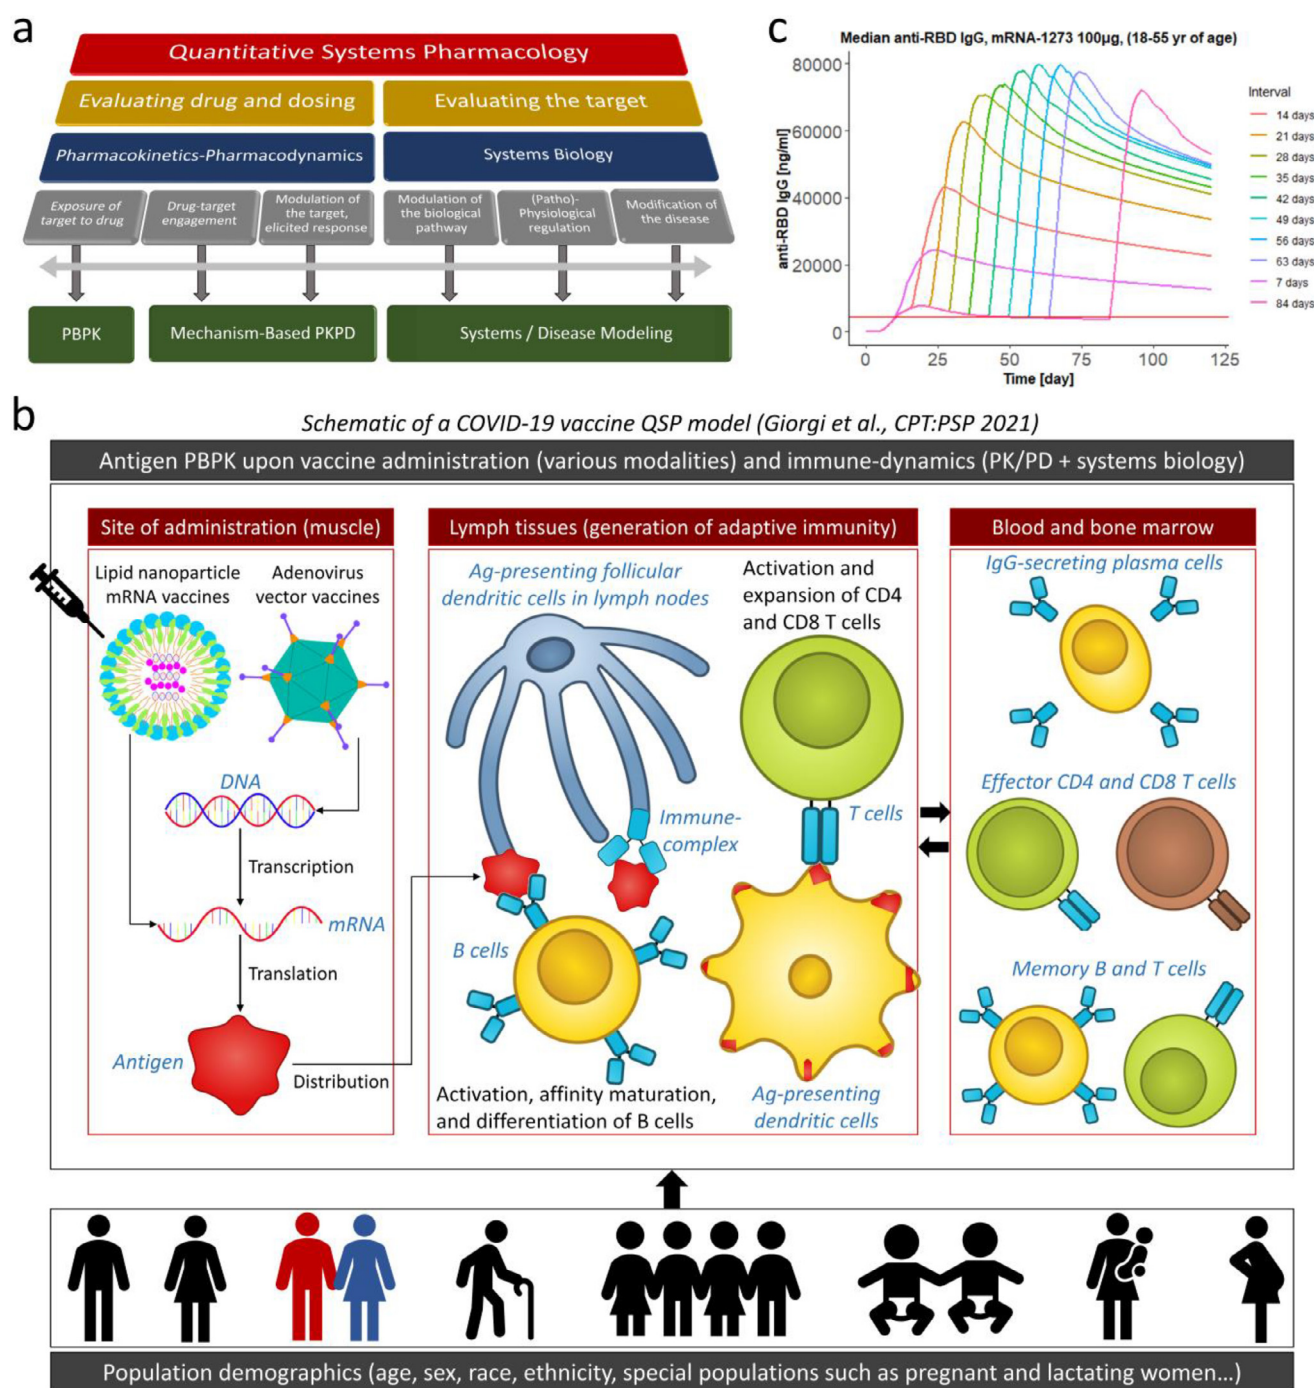 a
Quantitative Systems Pharmacology
Evaluating drug and dosing
Evaluating the target
Pharmacokinetics-Pharmacodynamics
Systems Biology
Exposure of
target to drug
Drug-target
engagement
Modulation of
the target,
elicited response
Modulation of
the biological
pathway
(Patho)-
Physiological
regulation
Modification of
the disease
PBPK
Mechanism-Based PKPD
Systems / Disease Modeling
c
Median anti-RBD IgG, mRNA-1273 100µg, (18-55 yr of age)
anti-RBD IgG [ng/ml]
80000
60000
40000
20000
0
0
25
50
75
100
125
Time [day]
Interval
14 days
21 days
28 days
35 days
42 days
49 days
56 days
63 days
7 days
84 days
b
Schematic of a COVID-19 vaccine QSP model (Giorgi et al., CPT:PSP 2021)
Antigen PBPK upon vaccine administration (various modalities) and immune-dynamics (PK/PD + systems biology)
Site of administration (muscle)
Lipid nanoparticle
mRNA vaccines
Adenovirus
vector vaccines
DNA
Transcription
mRNA
Translation
Antigen
Distribution
Lymph tissues (generation of adaptive immunity)
Ag-presenting follicular
dendritic cells in lymph nodes
Activation and
expansion of CD4
and CD8 T cells
Immune-
complex
T cells
B cells
Activation, affinity maturation,
and differentiation of B cells
Ag-presenting
dendritic cells
Blood and bone marrow
IgG-secreting plasma cells
Effector CD4 and CD8 T cells
Memory B and T cells
Population demographics (age, sex, race, ethnicity, special populations such as pregnant and lactating women...)